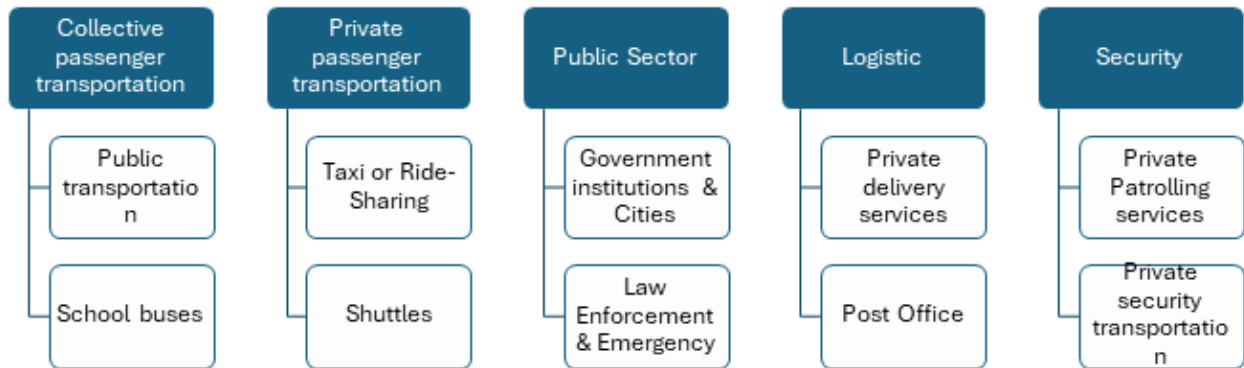 Collective
passenger
transportation
Public
transportatio
n
School buses
Private
passenger
transportation
Taxi or Ride-
Sharing
Shuttles
Public Sector
Government
institutions &
Cities
Law
Enforcement
& Emergency
Logistic
Private
delivery
services
Post Office
Security
Private
Patrolling
services
Private
security
transportatio
n